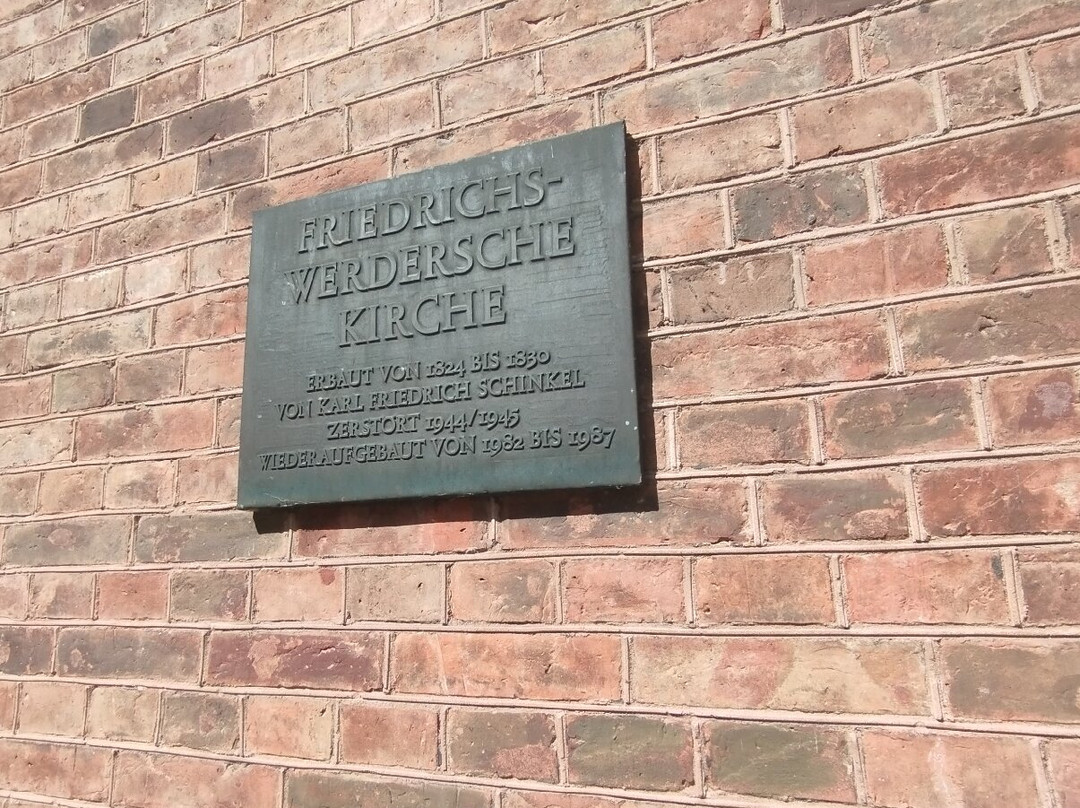 FRIEDRICHS-
WERDERSCHE
KIRCHE
ERBAUT VON 1824 BIS 1830
VON KARL FRIEDRICH SCHINKEL
ZERSTÖRT 1944/1945
WIEDERAUFGEBAUT VON 1982 BIS 1987